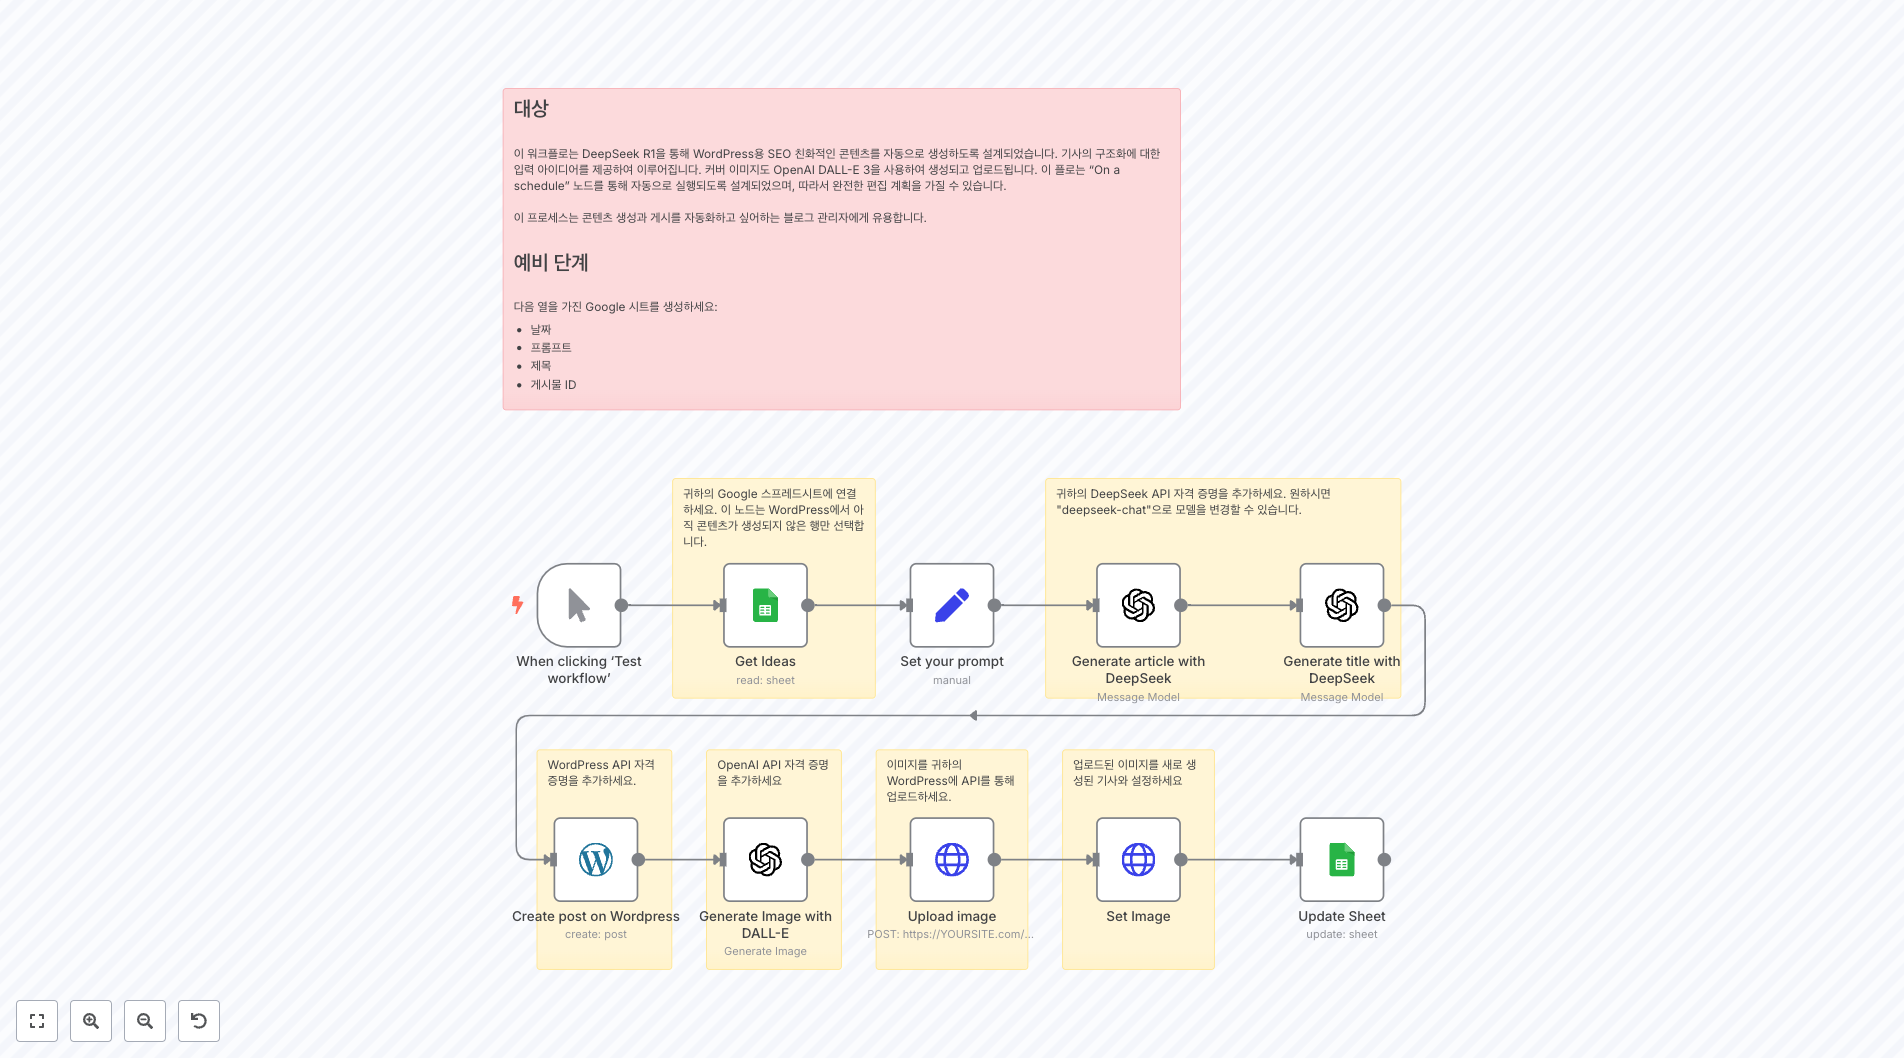 대상
이 워크플로는 DeepSeek R1을 통해 WordPress용 SEO 친화적인 콘텐츠를 자동으로 생성하도록 설계되었습니다. 기사의 구조화에 대한
입력 아이디어를 제공하여 이루어집니다. 커버 이미지도 OpenAI DALL-E 3을 사용하여 생성되고 업로드됩니다. 이 플로는 “On a
schedule” 노드를 통해 자동으로 실행되도록 설계되었으며, 따라서 완전한 편집 계획을 가질 수 있습니다.
이 프로세스는 콘텐츠 생성과 게시를 자동화하고 싶어하는 블로그 관리자에게 유용합니다.
예비 단계
다음 열을 가진 Google 시트를 생성하세요:
날짜
프롬프트
제목
게시물 ID
귀하의 Google 스프레드시트에 연결
하세요. 이 노드는 WordPress에서 아
직 콘텐츠가 생성되지 않은 행만 선택합
니다.
귀하의 DeepSeek API 자격 증명을 추가하세요. 원하시면
"deepseek-chat"으로 모델을 변경할 수 있습니다.
When clicking ‘Test
workflow’
Get Ideas
read: sheet
Set your prompt
manual
Generate article with
DeepSeek
Message Model
Generate title with
DeepSeek
Message Model
WordPress API 자격
증명을 추가하세요.
OpenAI API 자격 증명
을 추가하세요
이미지를 귀하의
WordPress에 API를 통해
업로드하세요.
업로드된 이미지를 새로 생
성된 기사와 설정하세요
Create post on Wordpress
create: post
Generate Image with
DALL-E
Generate Image
Upload image
POST: https://YOURSITE.com/...
Set Image
Update Sheet
update: sheet